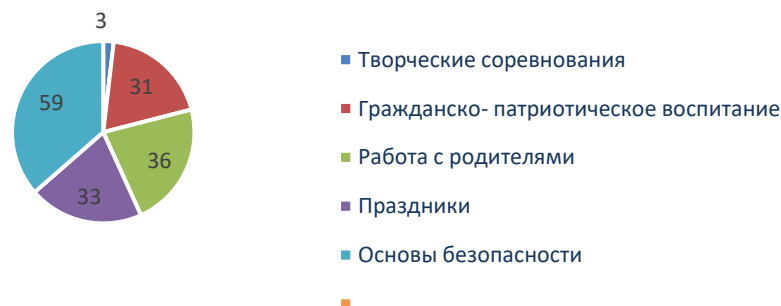 3
31
36
33
59
Творческие соревнования
Гражданско- патриотическое воспитание
Работа с родителями
Праздники
Основы безопасности